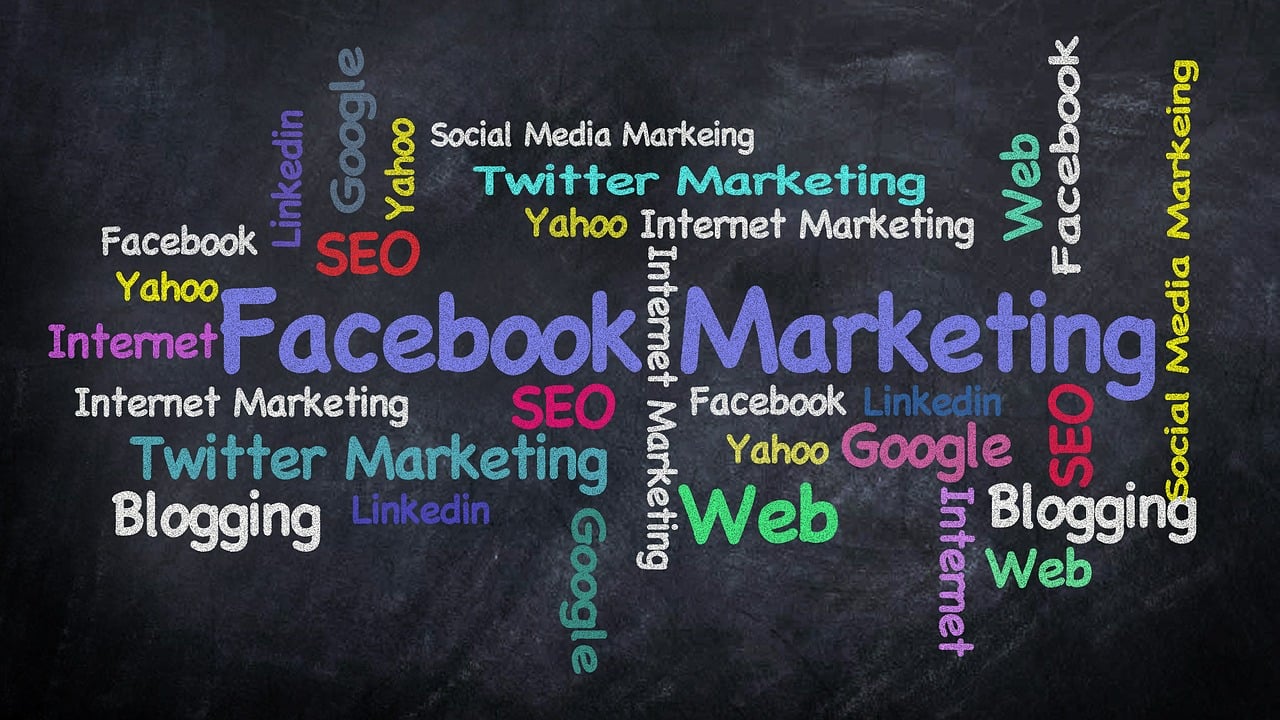 Linkedin
Google
Yahoo
Social Media Markeing
Twitter Marketing
Yahoo
Internet Marketing
Web
Facebook
Social Media Markeing
Facebook
SEO
Yahoo
Internet
Facebook Marketing
Internet Marketing
Internet Marketing
SEO
Facebook
Linkedin
SEO
Twitter Marketing
Yahoo
Google
Blogging
Linkedin
Google
Web
Internet
Blogging
Web